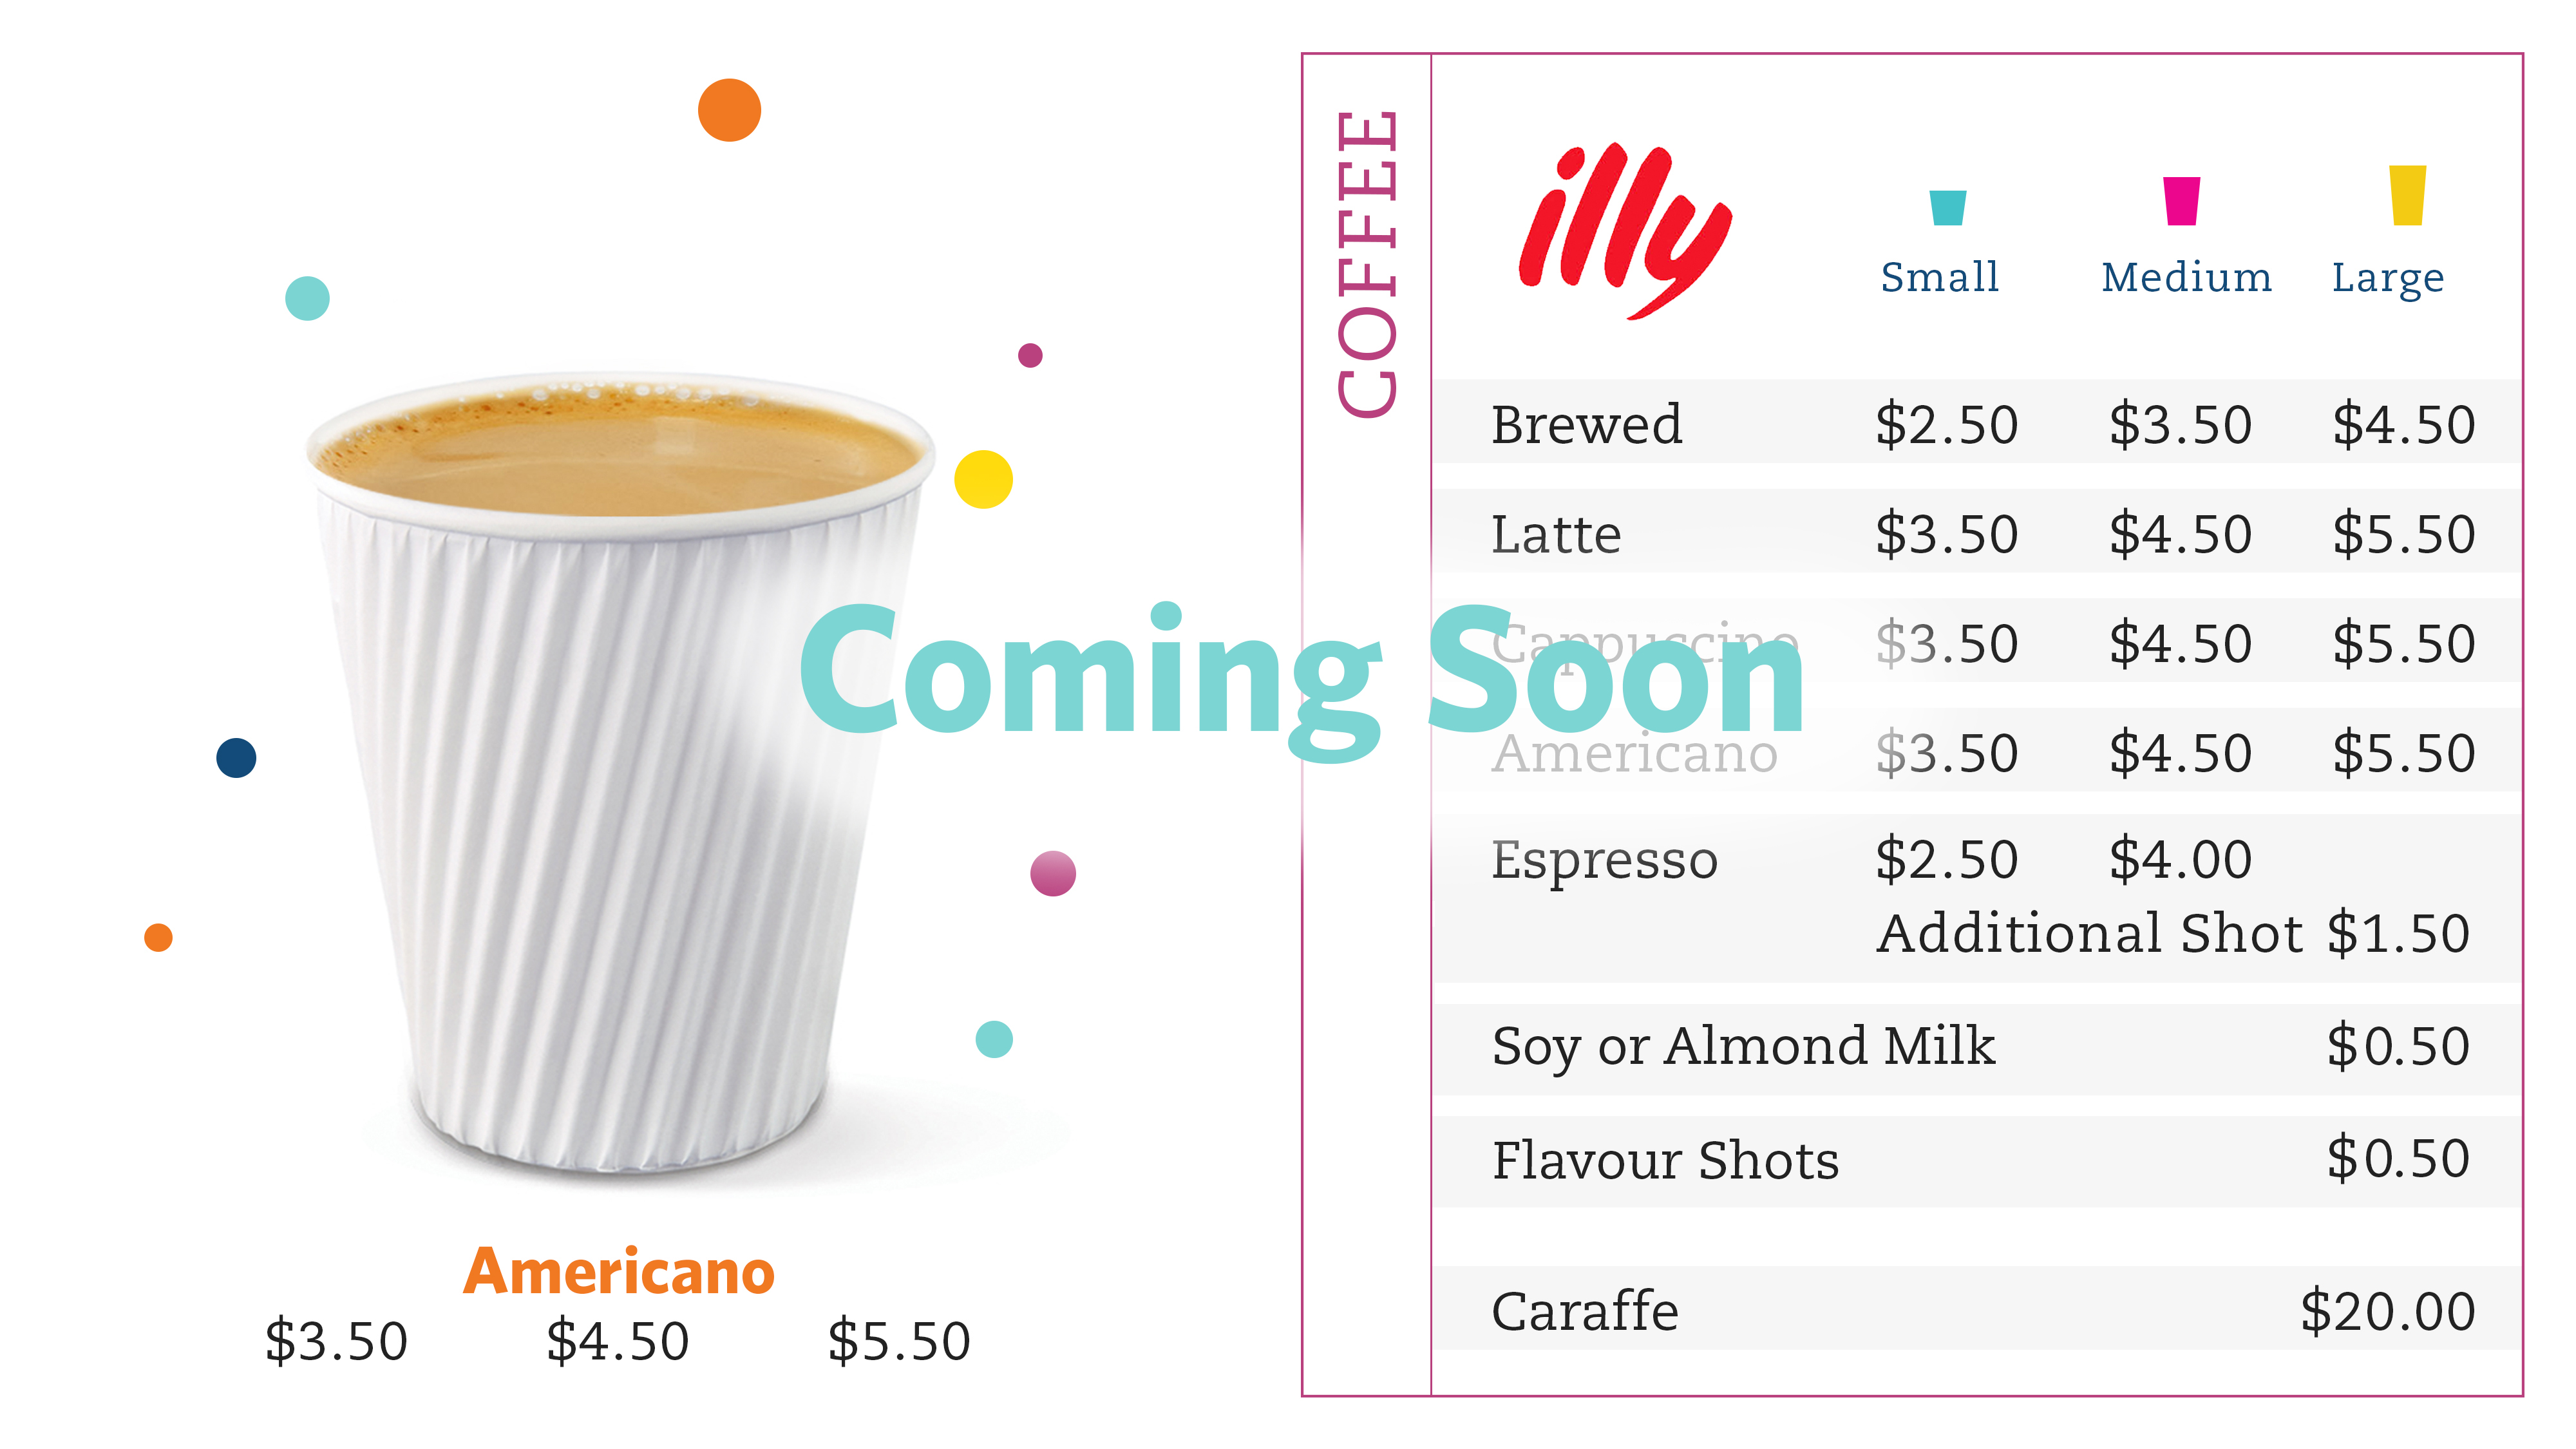 COFFEE
illy
Small Medium Large
Brewed $2.50 $3.50 $4.50
Latte $3.50 $4.50 $5.50
Cappuccino $3.50 $4.50 $5.50
Coming Soon
Americano $3.50 $4.50 $5.50
Espresso $2.50 $4.00
Additional Shot $1.50
Soy or Almond Milk $0.50
Flavour Shots $0.50
Caraffe $20.00
Americano
$3.50 $4.50 $5.50